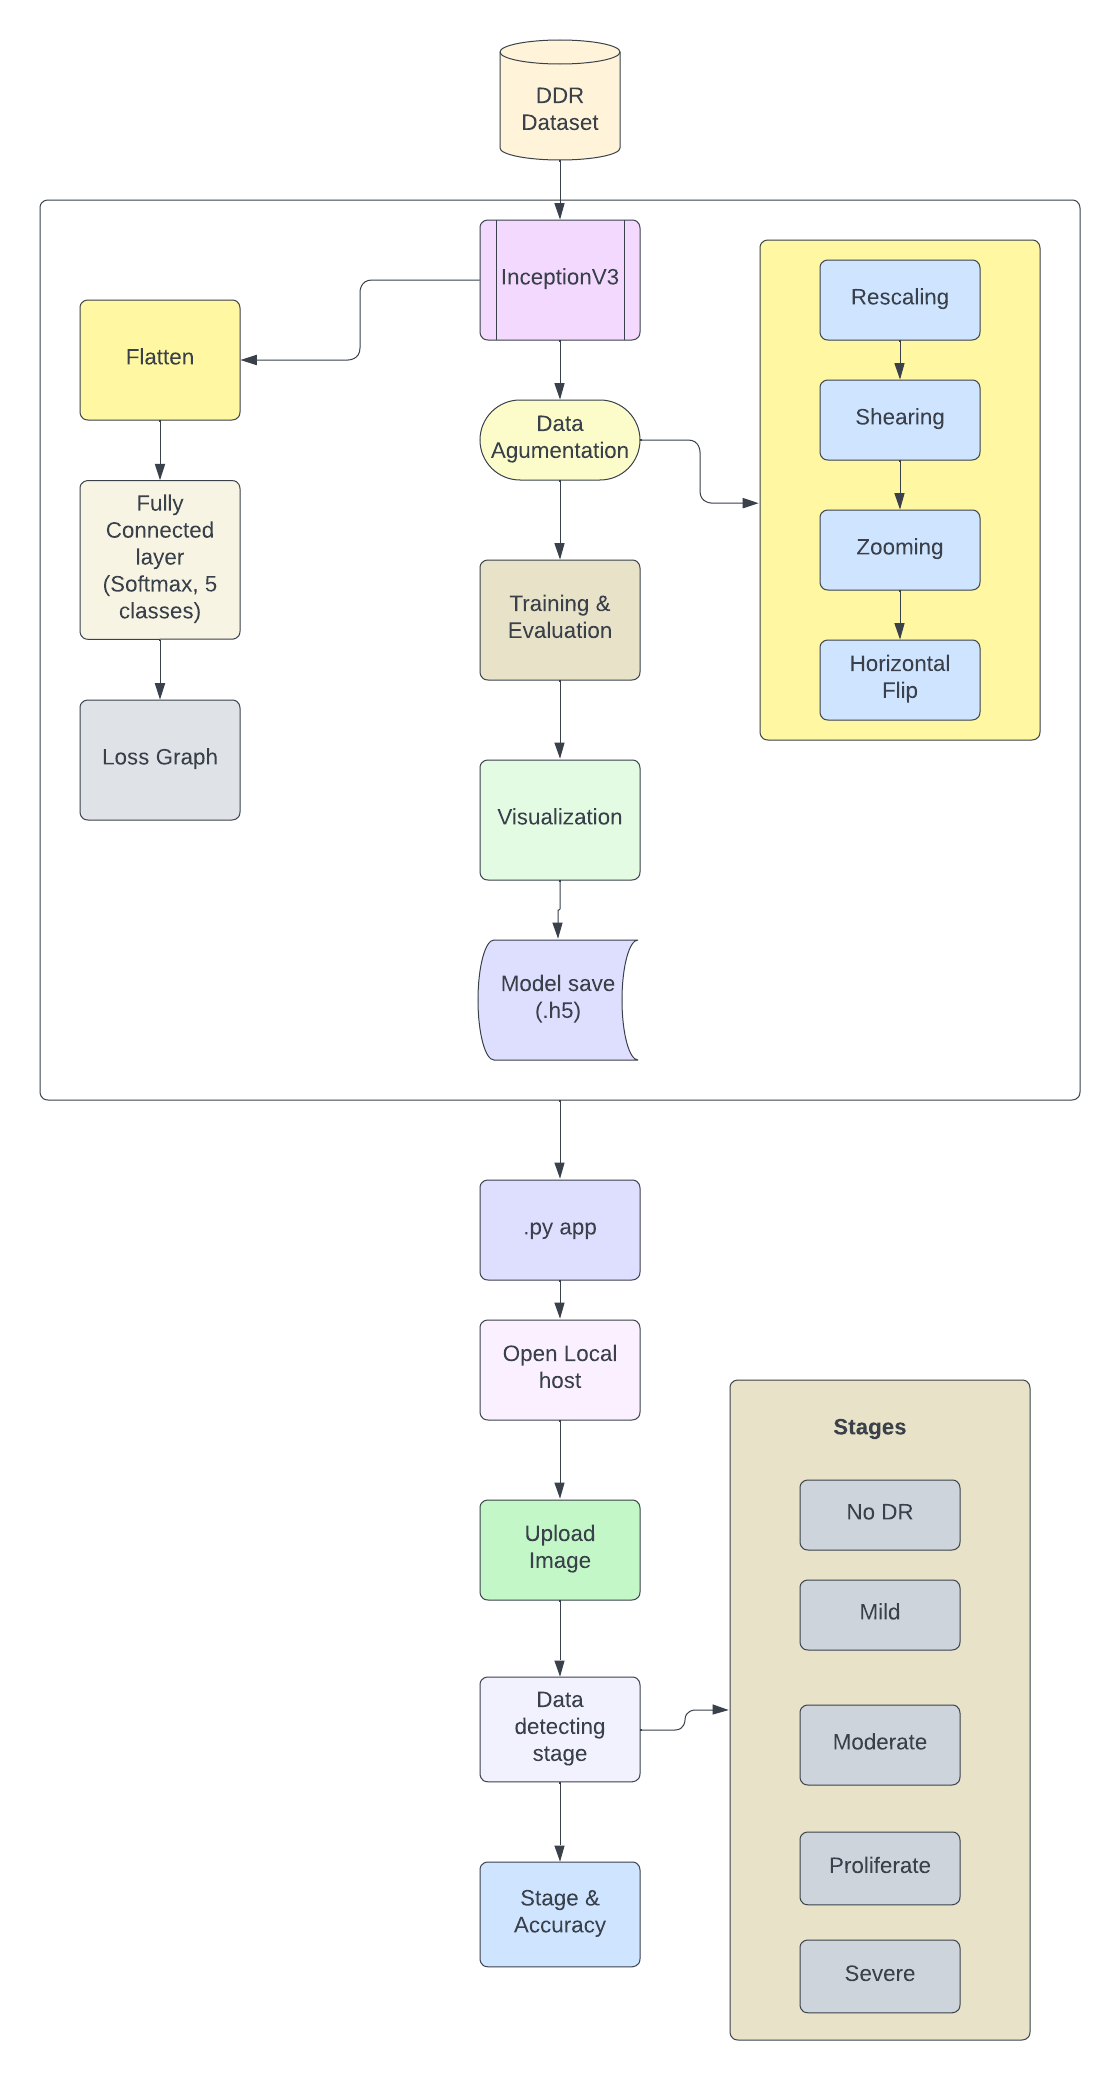 DDR
Dataset
InceptionV3
Flatten
Data
Agumentation
Fully
Connected
layer
(Softmax, 5
classes)
Loss Graph
Training &
Evaluation
Visualization
Model save
(.h5)
Rescaling
Shearing
Zooming
Horizontal
Flip
.py app
Open Local
host
Upload
Image
Data
detecting
stage
Stage &
Accuracy
Stages
No DR
Mild
Moderate
Proliferate
Severe